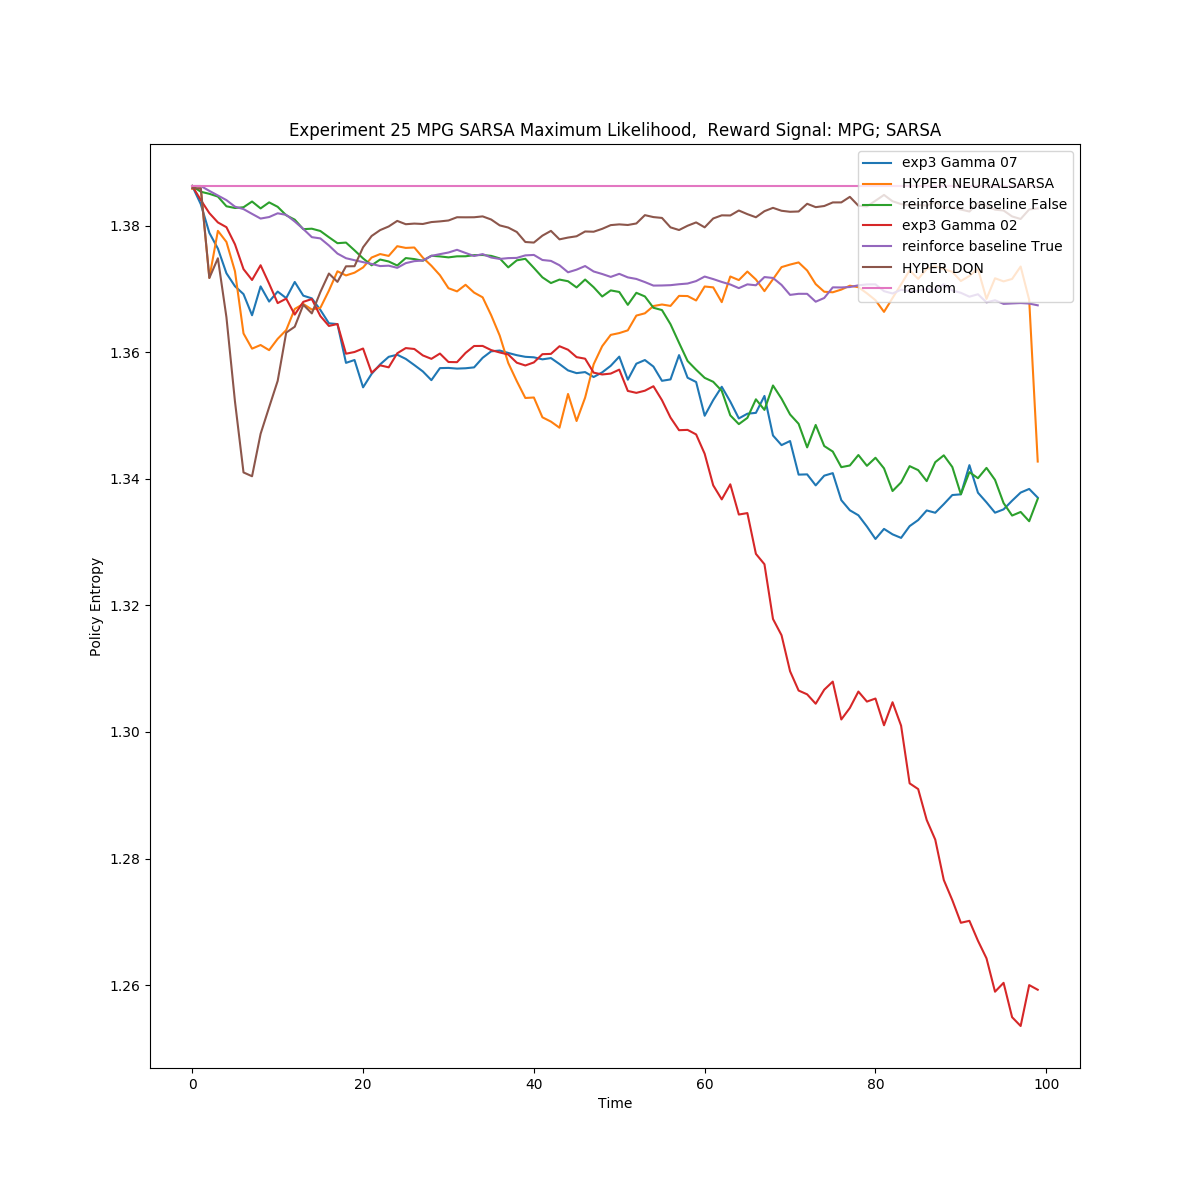 Experiment 25 MPG SARSA Maximum Likelihood,  Reward Signal: MPG; SARSA
exp3 Gamma 07
HYPER NEURALSARSA
reinforce baseline False
exp3 Gamma 02
reinforce baseline True
HYPER DQN
random
1.38
1.36
1.34
1.32
1.30
1.28
1.26
Policy Entropy
0 20 40 60 80 100
Time